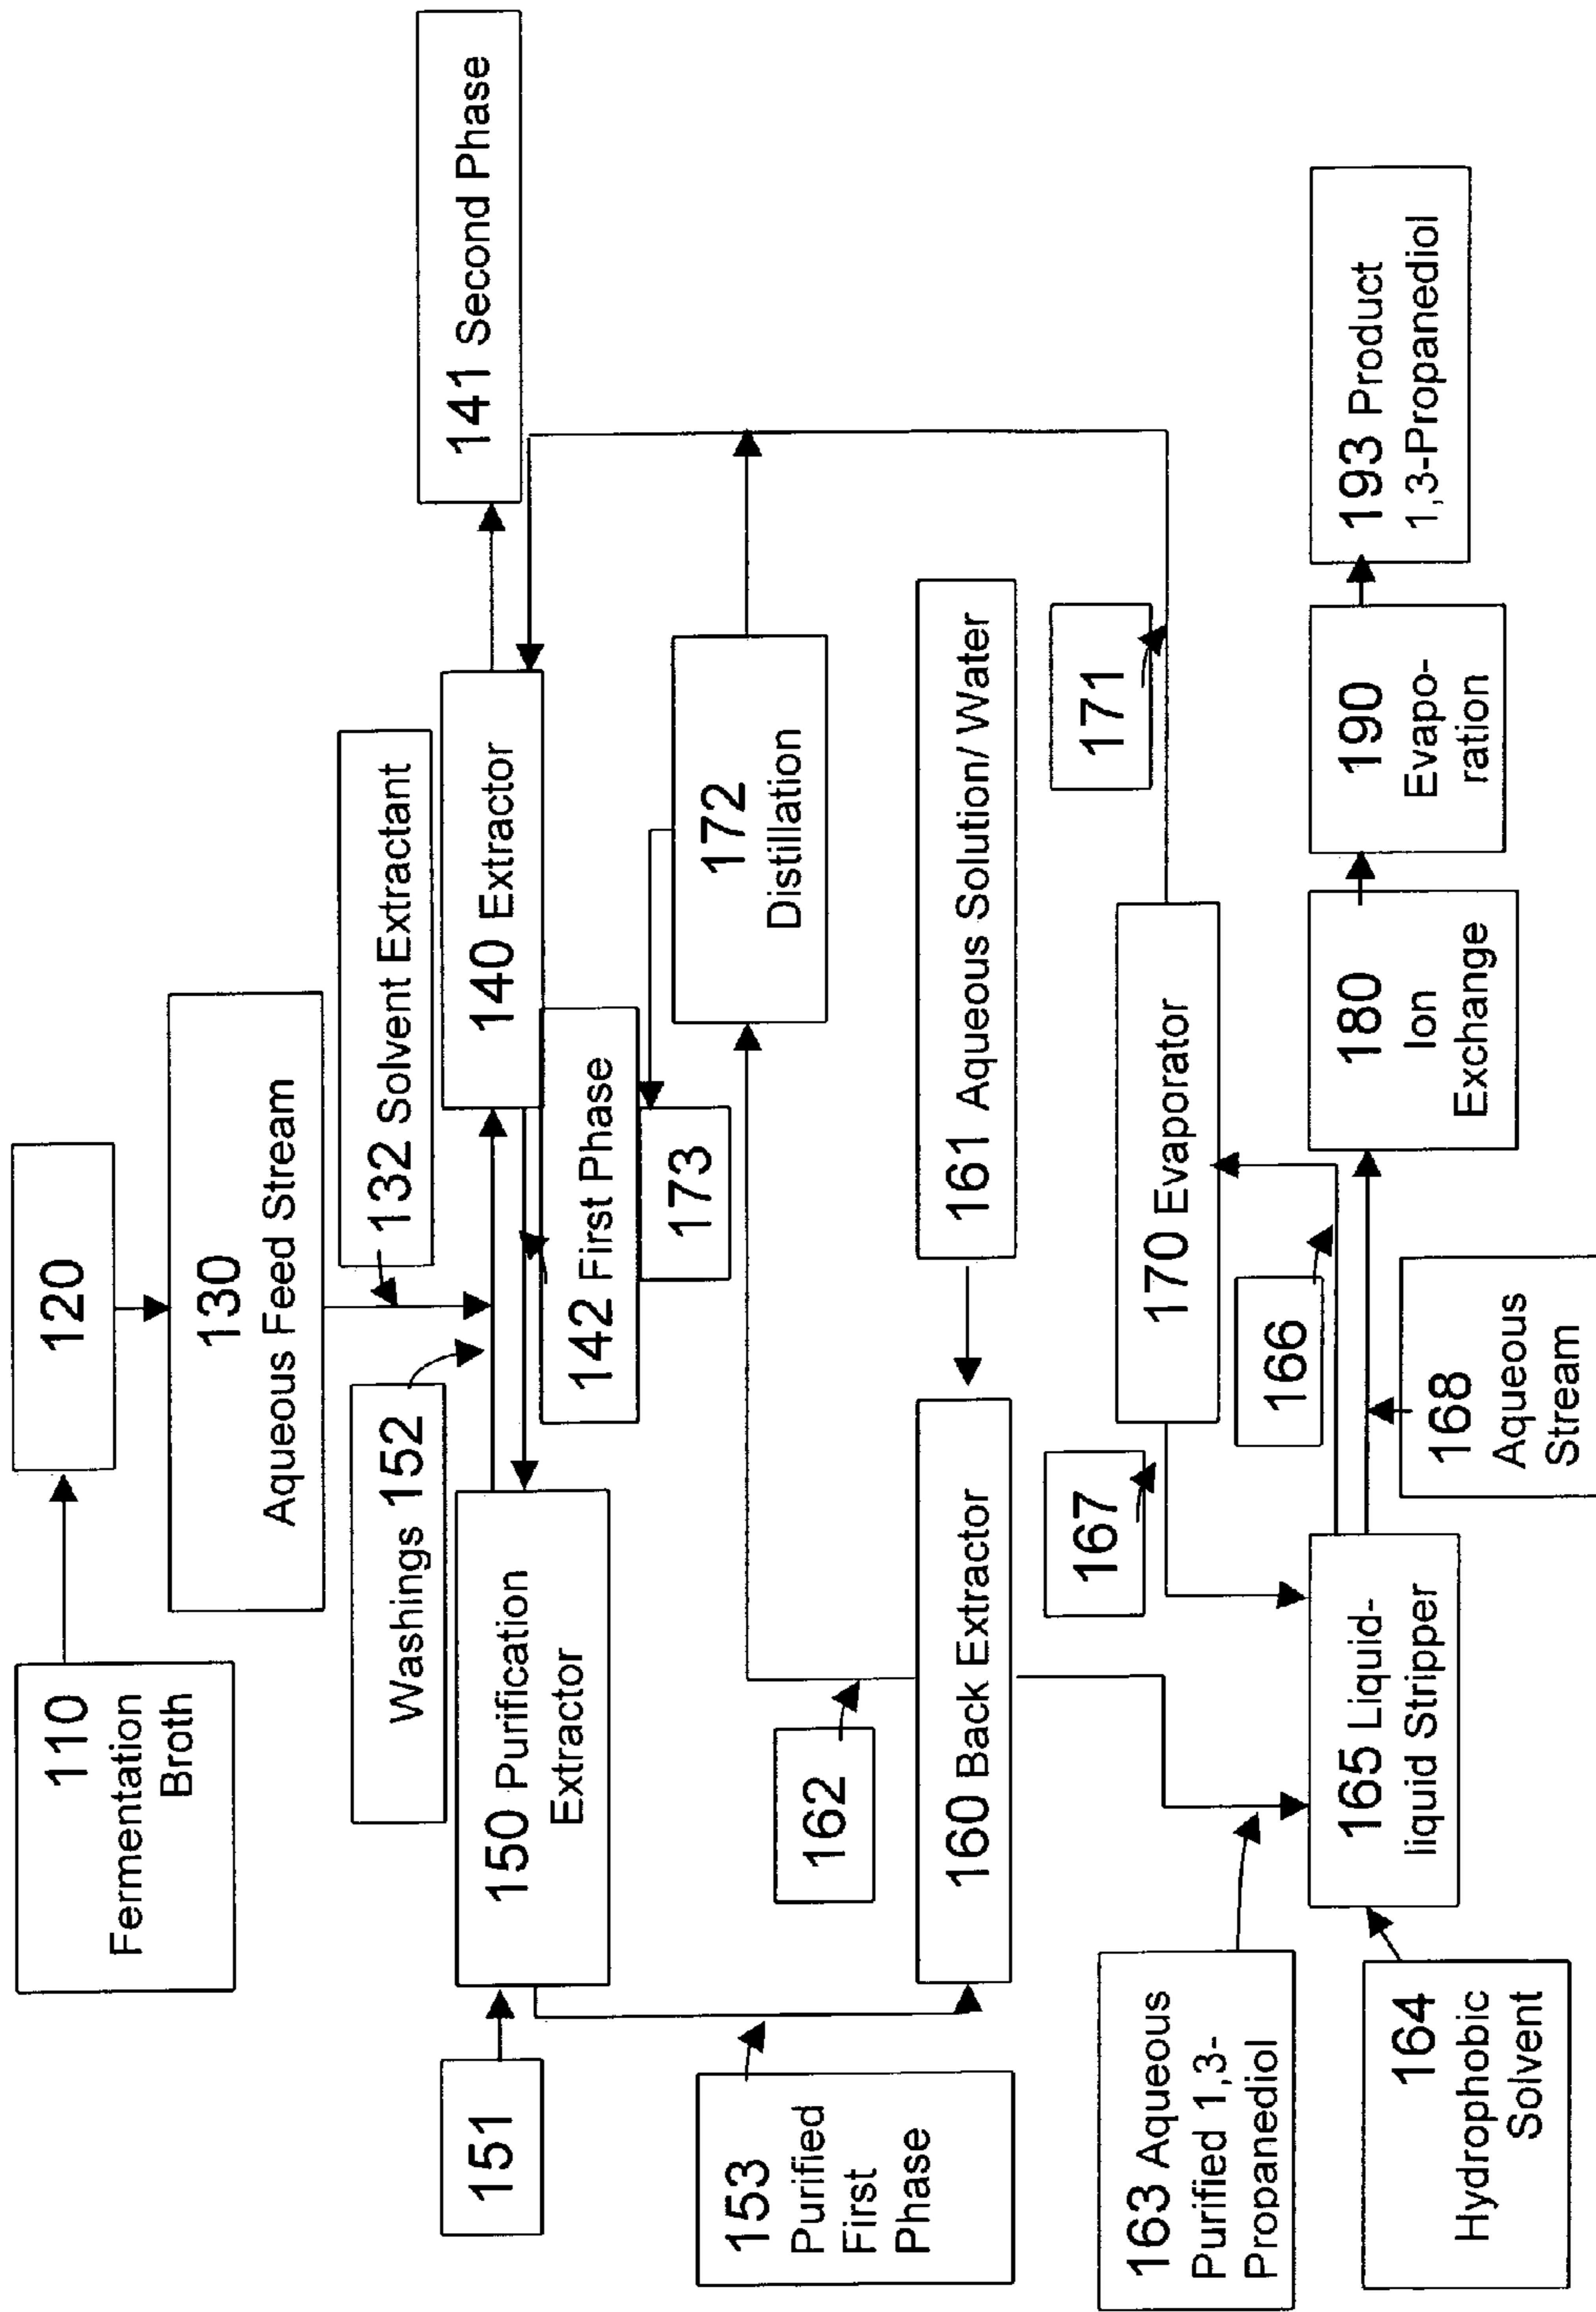 110
Fermentation
Broth
120
130
Aqueous Feed Stream
132 Solvent Extractant
Washings 152
151
150 Purification
Extractor
140 Extractor
141 Second Phase
142 First Phase
173
172
Distillation
153
Purified
First
Phase
162
160 Back Extractor
161 Aqueous Solution/ Water
167
170 Evaporator
171
163 Aqueous
Purified 1,3-
Propanediol
166
164
Hydrophobic
Solvent
165 Liquid-
liquid Stripper
168
Aqueous
Stream
180
Ion
Exchange
190
Evapo-
ration
193 Product
1,3-Propanediol